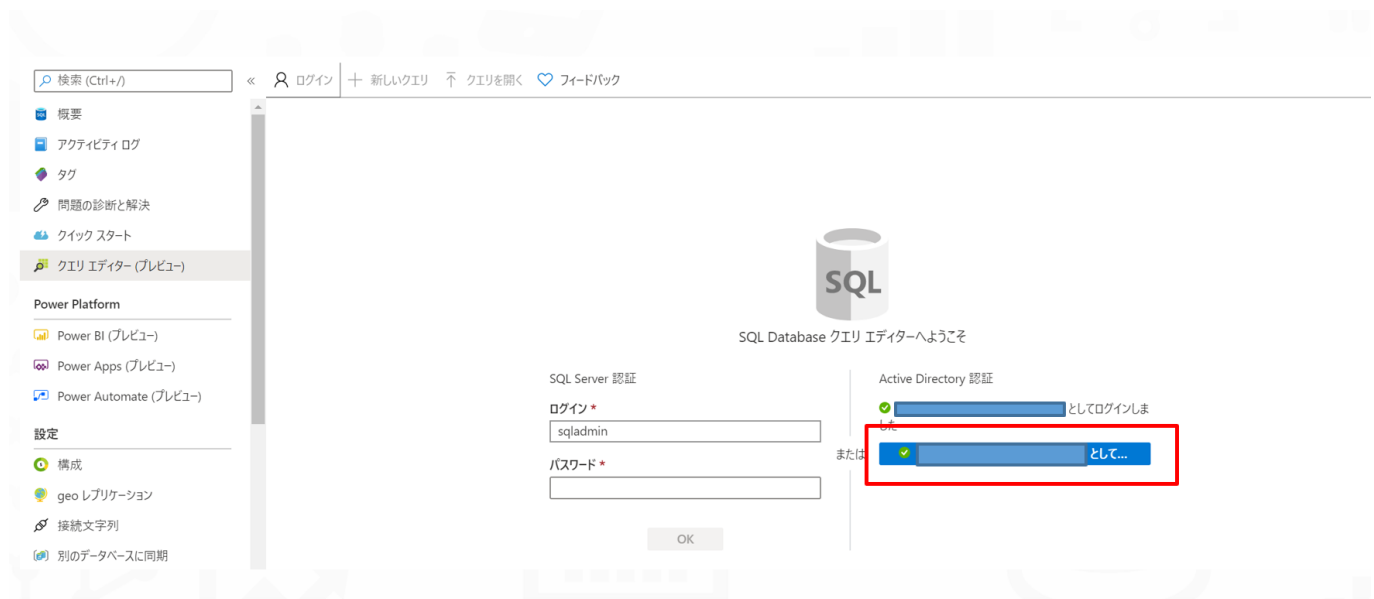 検索 (Ctrl+/)
«
ログイン
新しいクエリ
クエリを開く
フィードバック
概要
アクティビティ ログ
タグ
問題の診断と解決
クイック スタート
クエリ エディター (プレビュー)
Power Platform
Power BI (プレビュー)
Power Apps (プレビュー)
Power Automate (プレビュー)
設定
構成
geo レプリケーション
接続文字列
別のデータベースに同期
SQL
SQL Database クエリ エディターへようこそ
SQL Server 認証
ログイン *
sqladmin
パスワード *
OK
または
Active Directory 認証
としてログインしま
した
として...